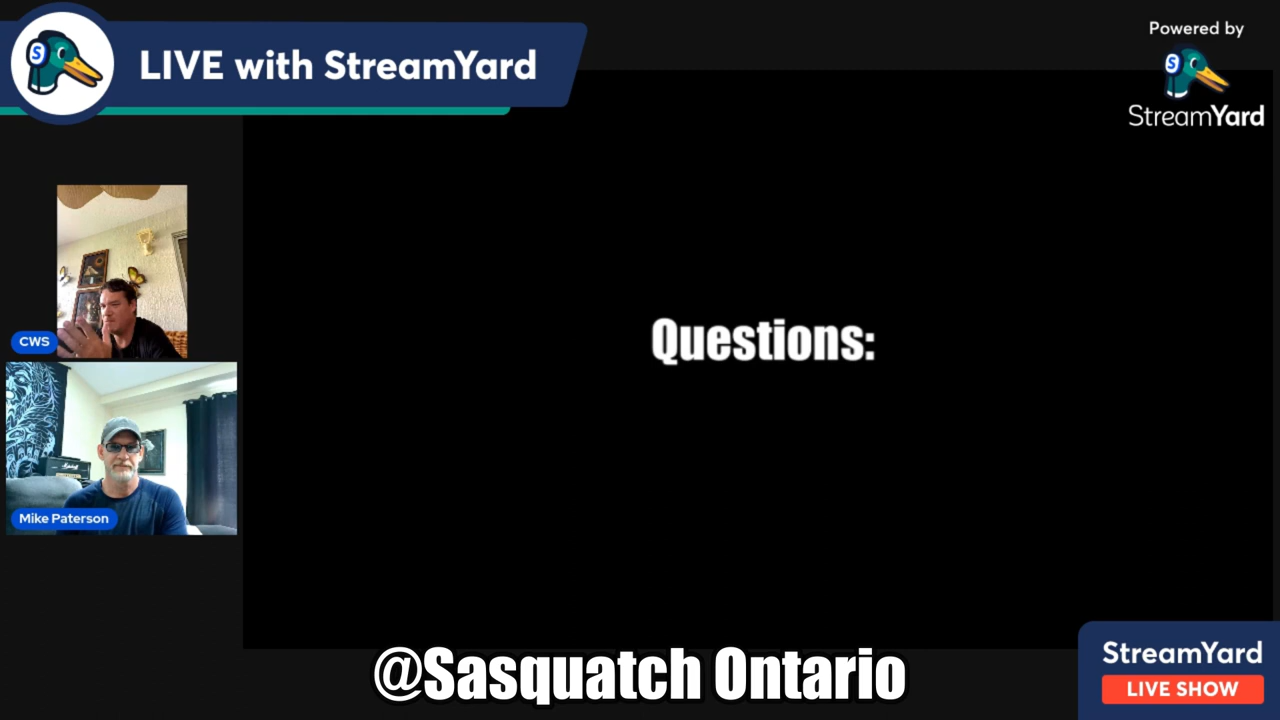 LIVE with StreamYard
Powered by
StreamYard
CWS
Questions:
Mike Paterson
@Sasquatch Ontario
StreamYard
LIVE SHOW